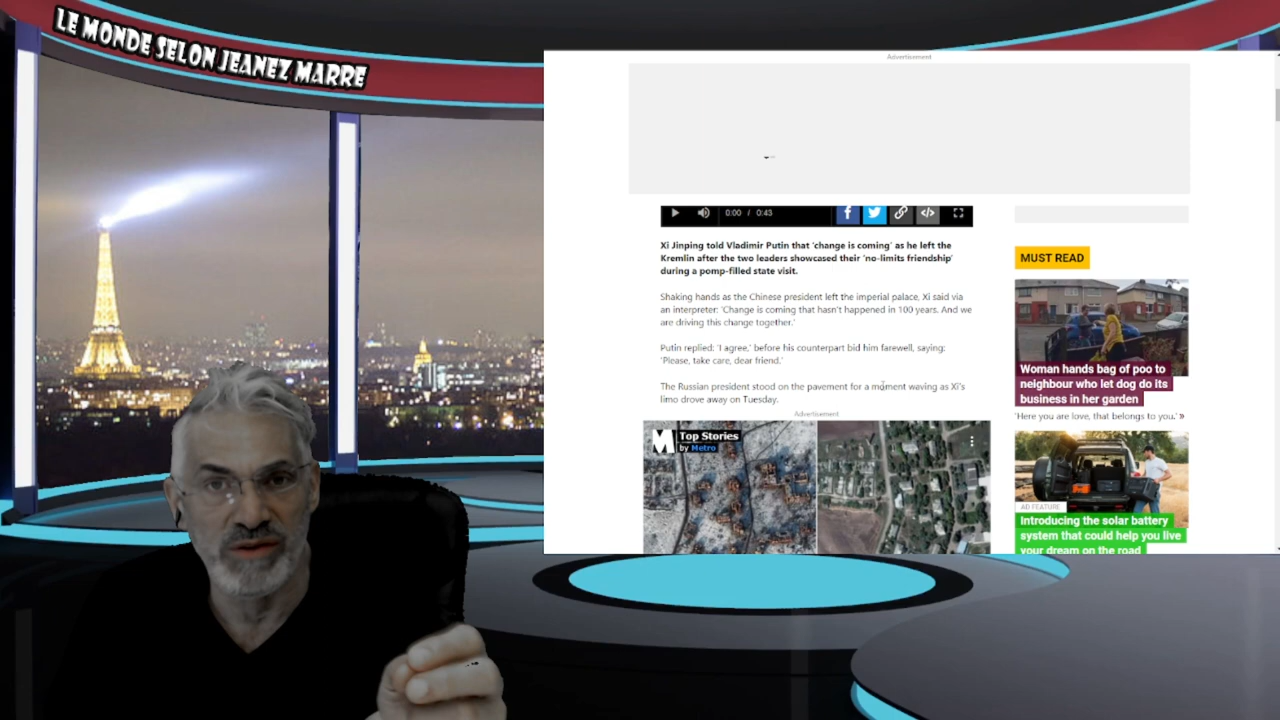 LE MONDE SELON JEANEZ MARRE
Advertisement
0:00 / 0:43
Xi Jinping told Vladimir Putin that ‘change is coming’ as he left the
Kremlin after the two leaders showcased their ‘no-limits friendship’
during a pomp-filled state visit.
Shaking hands as the Chinese president left the imperial palace, Xi said via
an interpreter: ‘Change is coming that hasn’t happened in 100 years. And we
are driving this change together.’
Putin replied: ‘I agree,’ before his counterpart bid him farewell, saying:
‘Please, take care, dear friend.’
The Russian president stood on the pavement for a moment waving as Xi’s
limo drove away on Tuesday.
Advertisement
M Top Stories
by Metro
MUST READ
Woman hands bag of poo to
neighbour who let dog do its
business in her garden
‘Here you are love, that belongs to you.’ »
AD FEATURE
Introducing the solar battery
system that could help you live
your dream on the road